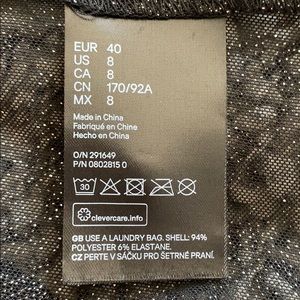 EUR 40
US 8
CA 8
CN 170/92A
MX 8
Made in China
Fabriqué en Chine
Hecho en China
O/N 291649
P/N 0802815 0
30
clevercare.info
GB USE A LAUNDRY BAG. SHELL: 94%
POLYESTER 6% ELASTANE.
CZ PERTE V SÁČKU PRO ŠETRNÉ PRANÍ.